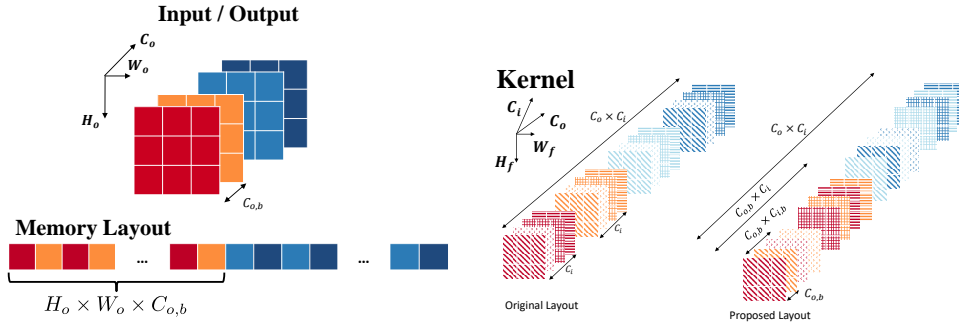 Input / Output
C_o
W_o
H_o
C_{o,b}
Memory Layout
...
...
H_o × W_o × C_{o,b}
Kernel
C_i
C_o
W_f
H_f
C_o × C_i
C_i
C_i
Original Layout
C_o × C_i
C_{o,b} × C_i
C_{o,b} × C_{i,b}
C_{o,b}
Proposed Layout